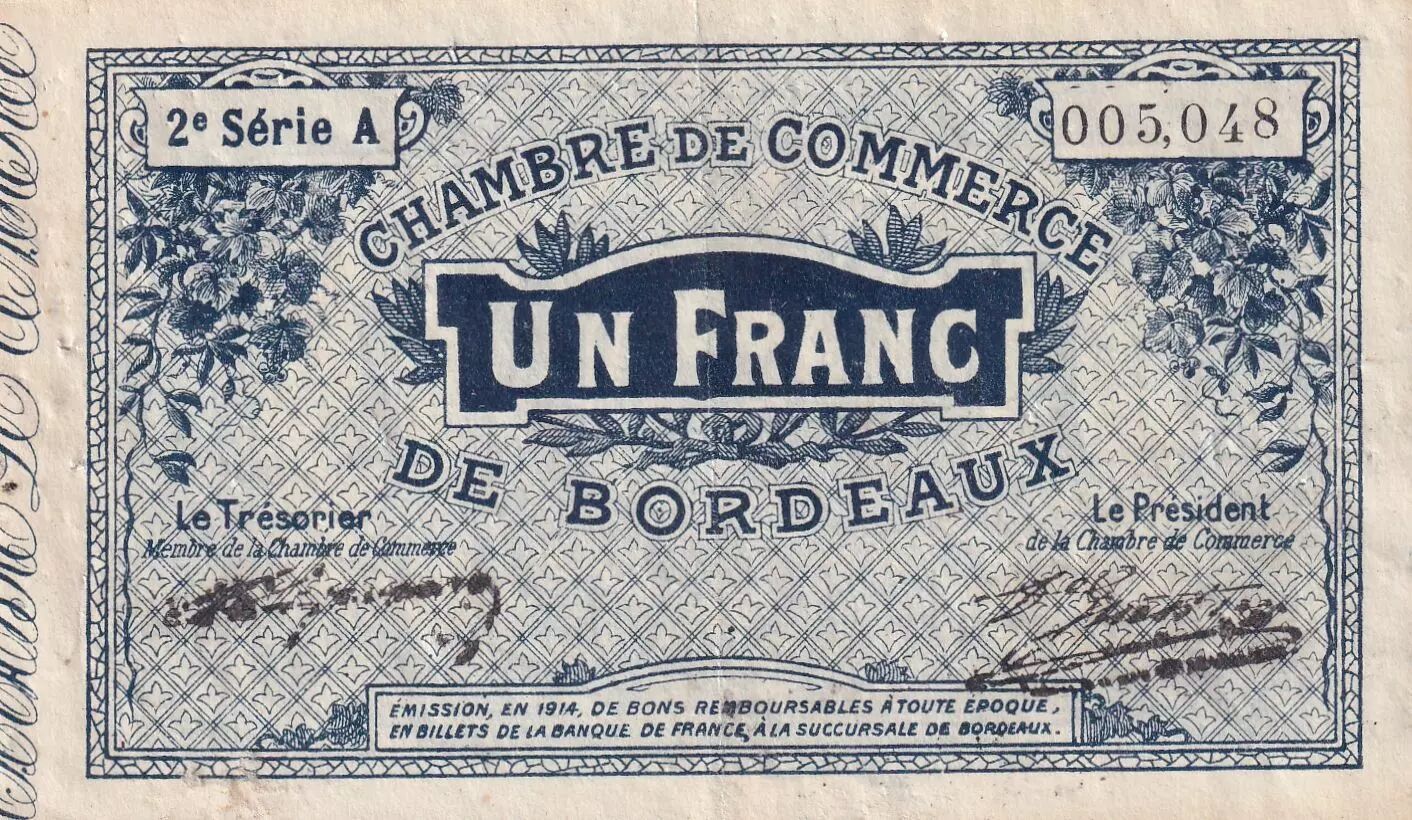 2e Série A
005,048
CHAMBRE DE COMMERCE
UN FRANC
DE BORDEAUX
Le Trésorier
Membre de la Chambre de Commerce
Le Président
de la Chambre de Commerce
ÉMISSION, EN 1914, DE BONS REMBOURSABLES À TOUTE ÉPOQUE,
EN BILLETS DE LA BANQUE DE FRANCE, À LA SUCCURSALE DE BORDEAUX.